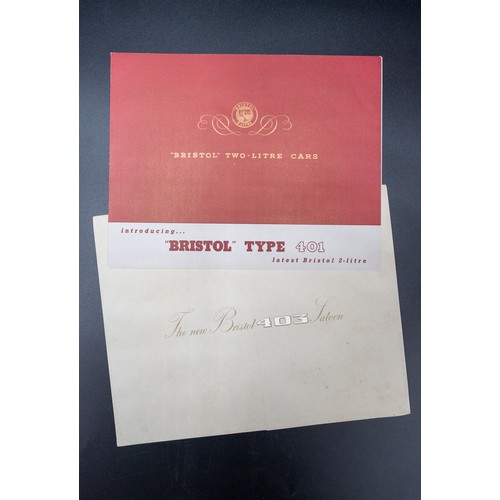 "BRISTOL" TWO-LITRE CARS
introducing...
"BRISTOL" TYPE 401
latest Bristol 2-litre
The new Bristol 403 Saloon